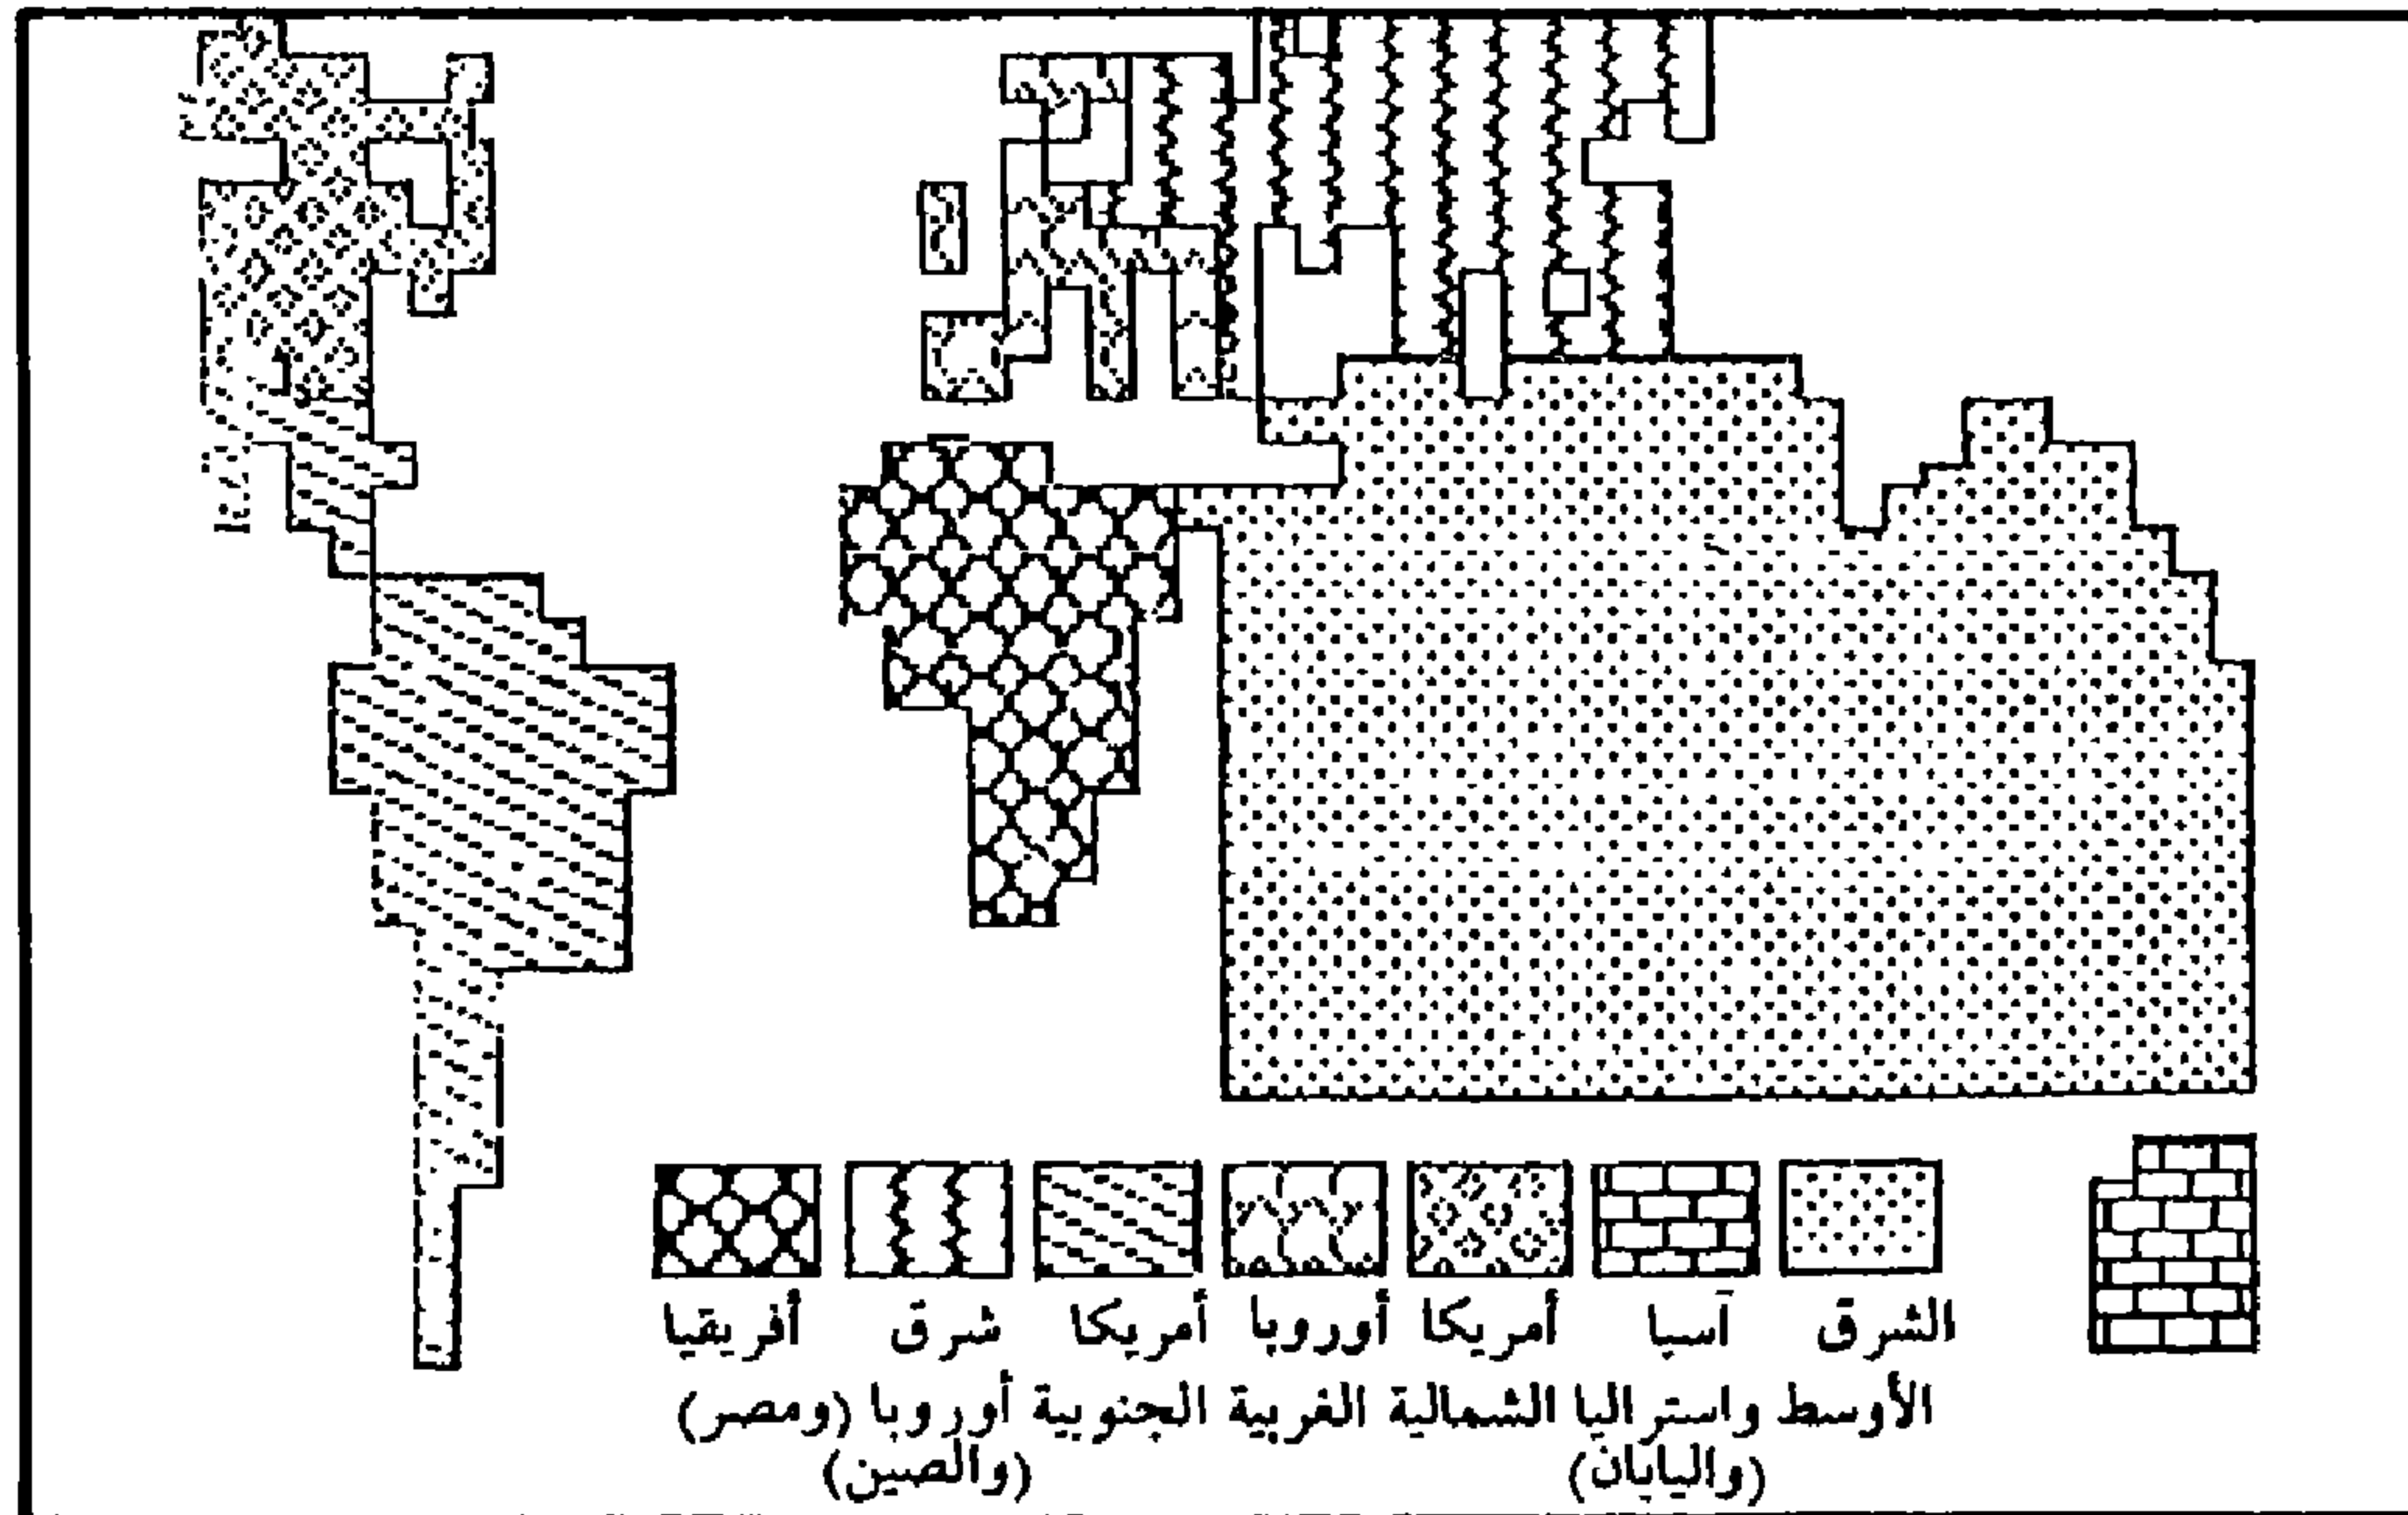 الشرق آسيا أمريكا أوروبا أمريكا شرق أفريقيا
الأوسط واستراليا الشمالية الغربية الجنوبية أوروبا (ومصر)
(واليابان) (والصين)